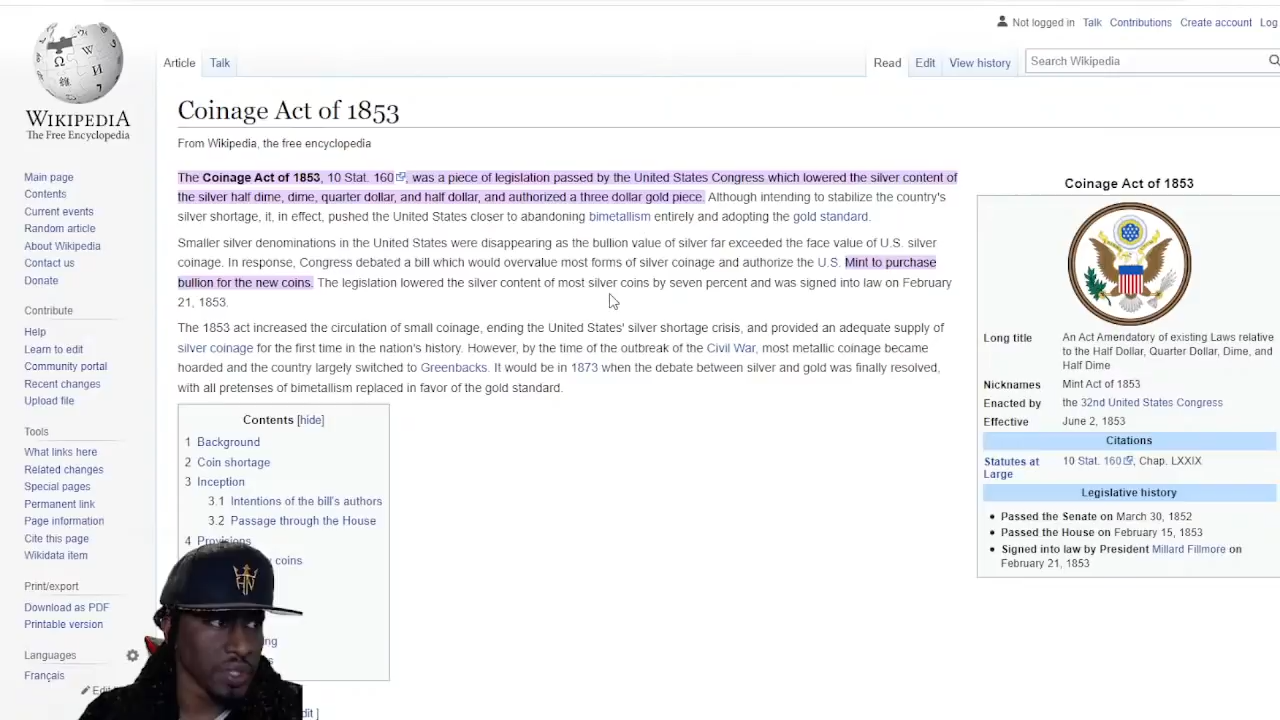 Not logged in Talk Contributions Create account Log
Article Talk Read Edit View history Search Wikipedia
WIKIPEDIA
The Free Encyclopedia
Main page
Contents
Current events
Random article
About Wikipedia
Contact us
Donate
Contribute
Help
Learn to edit
Community portal
Recent changes
Upload file
Tools
What links here
Related changes
Special pages
Permanent link
Page information
Cite this page
Wikidata item
Print/export
Download as PDF
Printable version
Languages
Français
Edit
Coinage Act of 1853
From Wikipedia, the free encyclopedia
The Coinage Act of 1853, 10 Stat. 160, was a piece of legislation passed by the United States Congress which lowered the silver content of
the silver half dime, dime, quarter dollar, and half dollar, and authorized a three dollar gold piece. Although intending to stabilize the country's
silver shortage, it, in effect, pushed the United States closer to abandoning bimetallism entirely and adopting the gold standard.
Smaller silver denominations in the United States were disappearing as the bullion value of silver far exceeded the face value of U.S. silver
coinage. In response, Congress debated a bill which would overvalue most forms of silver coinage and authorize the U.S. Mint to purchase
bullion for the new coins. The legislation lowered the silver content of most silver coins by seven percent and was signed into law on February
21, 1853.
The 1853 act increased the circulation of small coinage, ending the United States' silver shortage crisis, and provided an adequate supply of
silver coinage for the first time in the nation's history. However, by the time of the outbreak of the Civil War, most metallic coinage became
hoarded and the country largely switched to Greenbacks. It would be in 1873 when the debate between silver and gold was finally resolved,
with all pretenses of bimetallism replaced in favor of the gold standard.
Contents [hide]
1 Background
2 Coin shortage
3 Inception
3.1 Intentions of the bill's authors
3.2 Passage through the House
4 Provisions
coins
Coinage Act of 1853
Long title An Act Amendatory of existing Laws relative
to the Half Dollar, Quarter Dollar, Dime, and
Half Dime
Nicknames Mint Act of 1853
Enacted by the 32nd United States Congress
Effective June 2, 1853
Citations
Statutes at 10 Stat. 160, Chap. LXXIX
Large
Legislative history
• Passed the Senate on March 30, 1852
• Passed the House on February 15, 1853
• Signed into law by President Millard Fillmore on
February 21, 1853